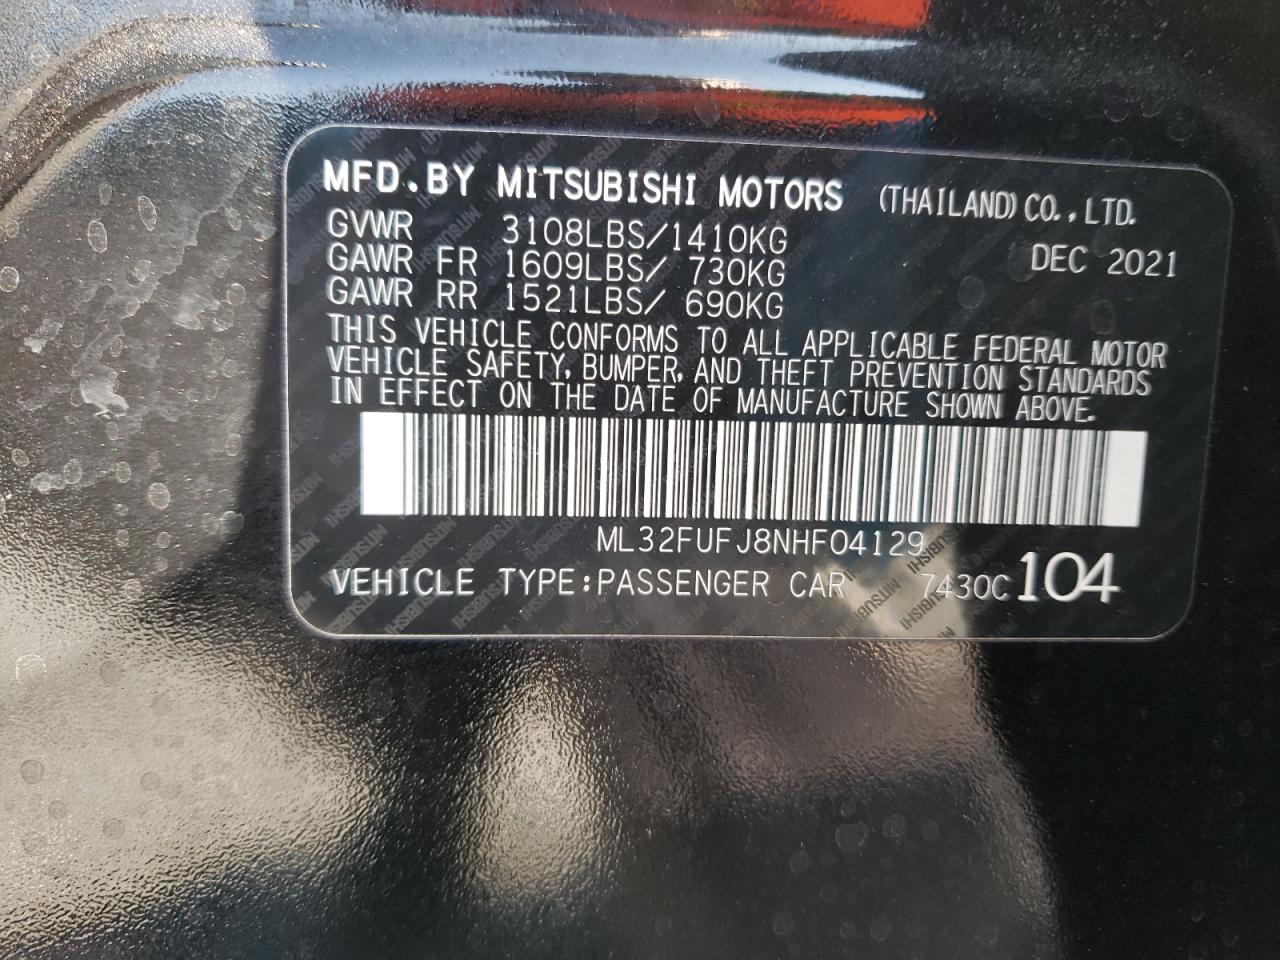 MFD.BY MITSUBISHI MOTORS (THAILAND) CO., LTD.
GVWR 3108LBS/1410KG DEC 2021
GAWR FR 1609LBS/ 730KG
GAWR RR 1521LBS/ 690KG
THIS VEHICLE CONFORMS TO ALL APPLICABLE FEDERAL MOTOR
VEHICLE SAFETY, BUMPER, AND THEFT PREVENTION STANDARDS
IN EFFECT ON THE DATE OF MANUFACTURE SHOWN ABOVE.
ML32FUFJ8NHF04129
VEHICLE TYPE:PASSENGER CAR 7430C 104